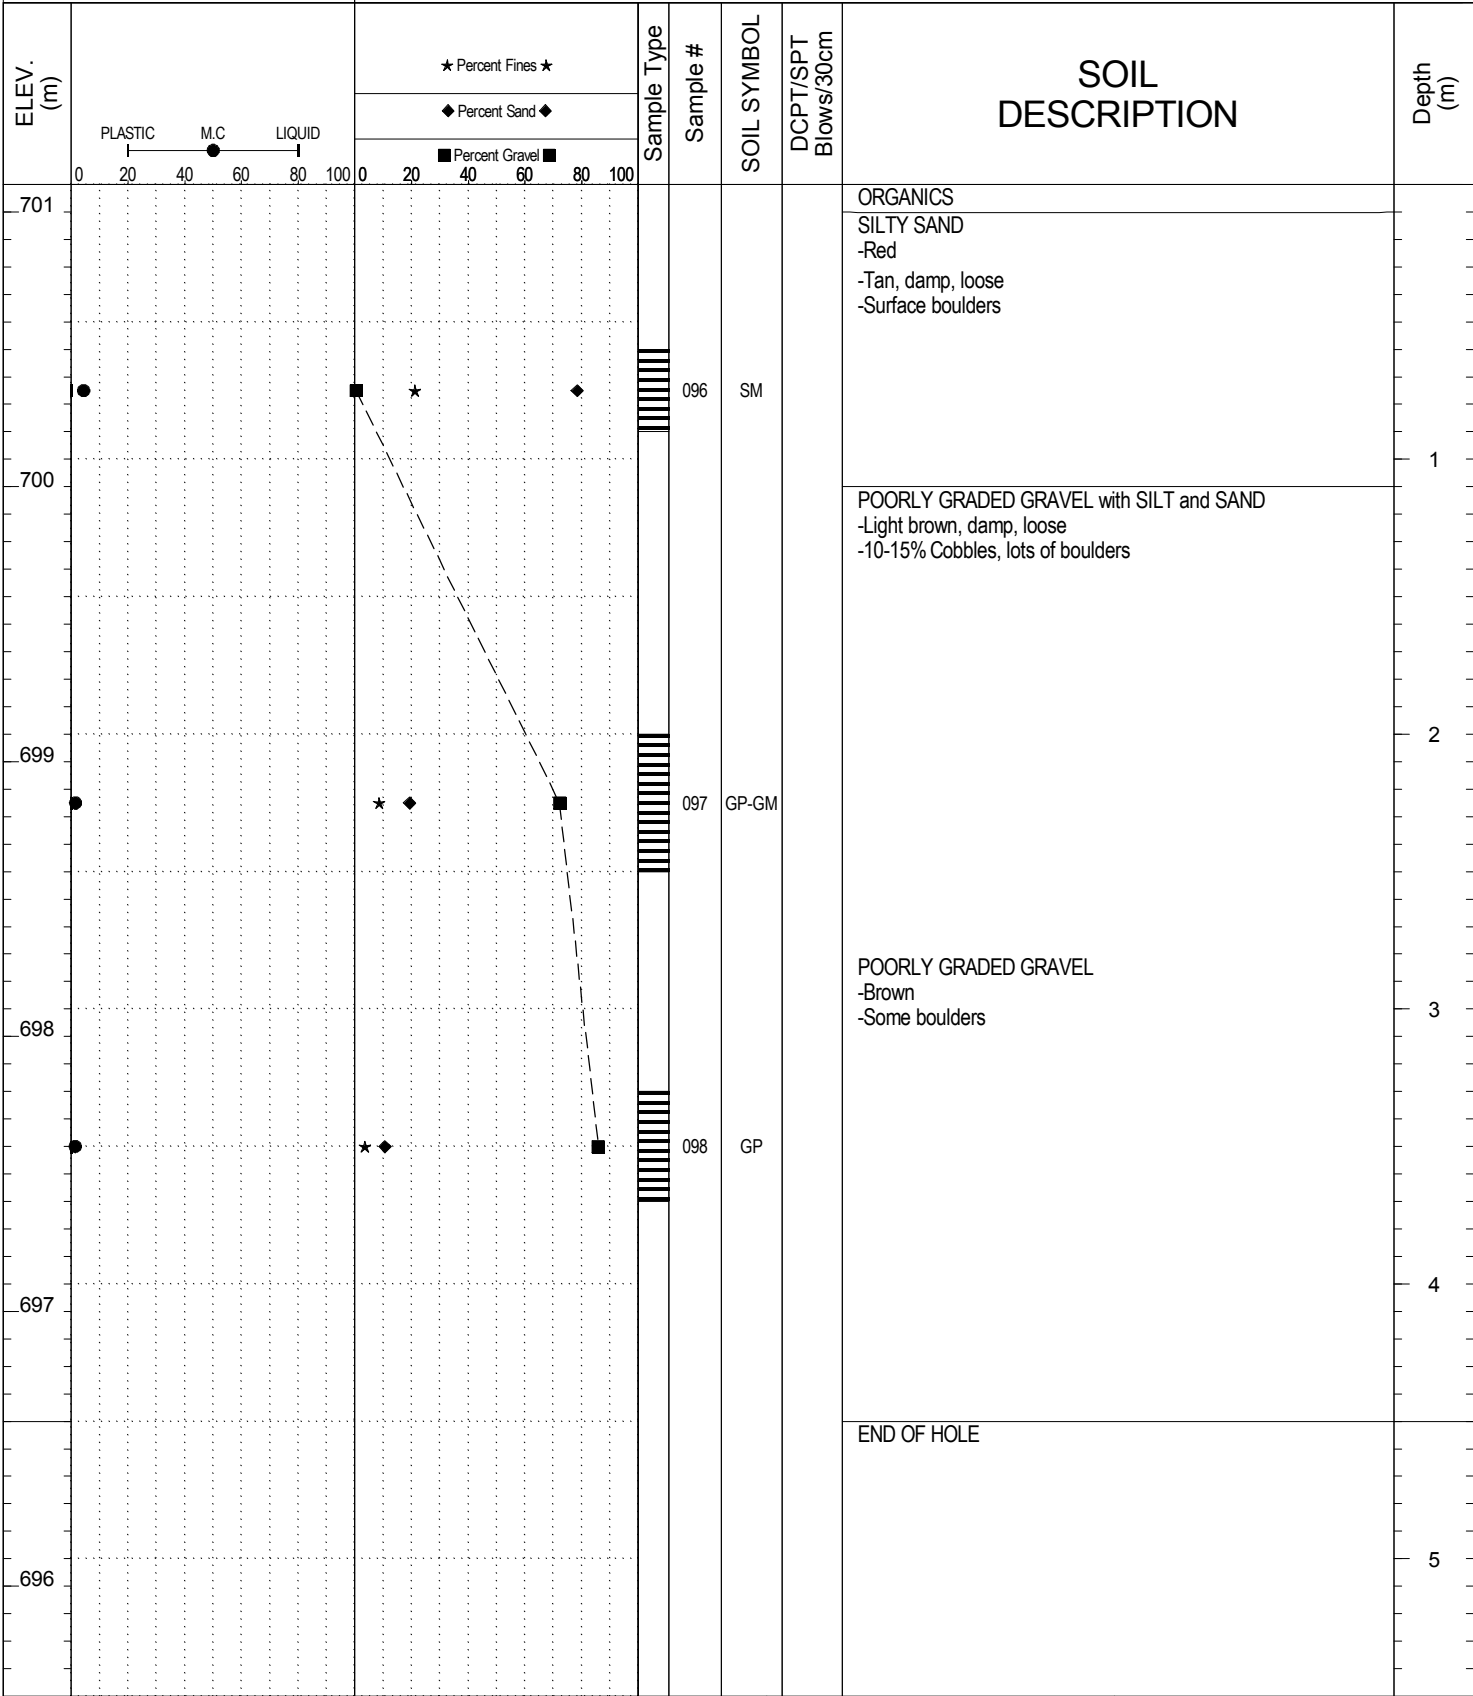 ELEV.
(m)
PLASTIC M.C LIQUID
20 40 60 80 100
0
★ Percent Fines ★
◆ Percent Sand ◆
■ Percent Gravel ■
0 20 40 60 80 100
Sample Type
Sample #
SOIL SYMBOL
DCPT/SPT
Blows/30cm
SOIL
DESCRIPTION
Depth
(m)
701
ORGANICS
SILTY SAND
-Red
-Tan, damp, loose
-Surface boulders
096 SM
1
700
POORLY GRADED GRAVEL with SILT and SAND
-Light brown, damp, loose
-10-15% Cobbles, lots of boulders
2
699
097 GP-GM
POORLY GRADED GRAVEL
-Brown
-Some boulders
3
698
098 GP
4
697
END OF HOLE
5
696